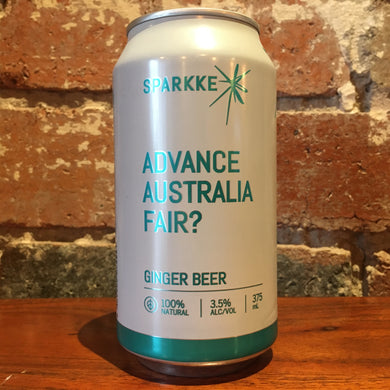 SPARKKE
ADVANCE
AUSTRALIA
FAIR?
GINGER BEER
100% NATURAL
3.5% ALC/VOL
375 mL